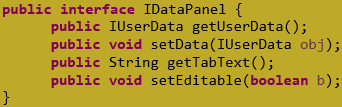 public interface IDataPanel {
    public IUserData getUserData();
    public void setData(IUserData obj);
    public String getTabText();
    public void setEditable(boolean b);
}